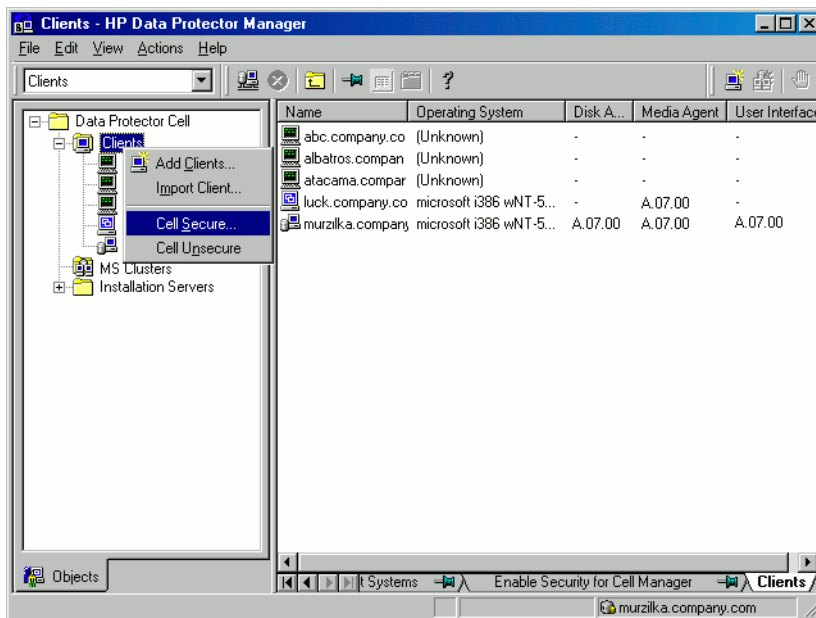 Clients - HP Data Protector Manager
File Edit View Actions Help
Clients
Data Protector Cell
Clients
Add Clients...
Import Client...
Cell Secure...
Cell Unsecure
MS Clusters
Installation Servers
Objects
Name Operating System Disk A... Media Agent User Interface
abc.company.co (Unknown) - - -
albatros.compan (Unknown) - - -
atacama.compar (Unknown) - - -
luck.company.co microsoft i386 wNT-5... - A.07.00 -
murzilka.company microsoft i386 wNT-5... A.07.00 A.07.00 A.07.00
t Systems Enable Security for Cell Manager Clients
murzilka.company.com